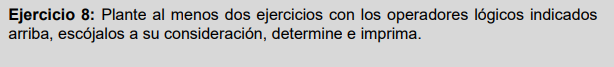 Ejercicio 8: Plante al menos dos ejercicios con los operadores lógicos indicados
arriba, escójalos a su consideración, determine e imprima.